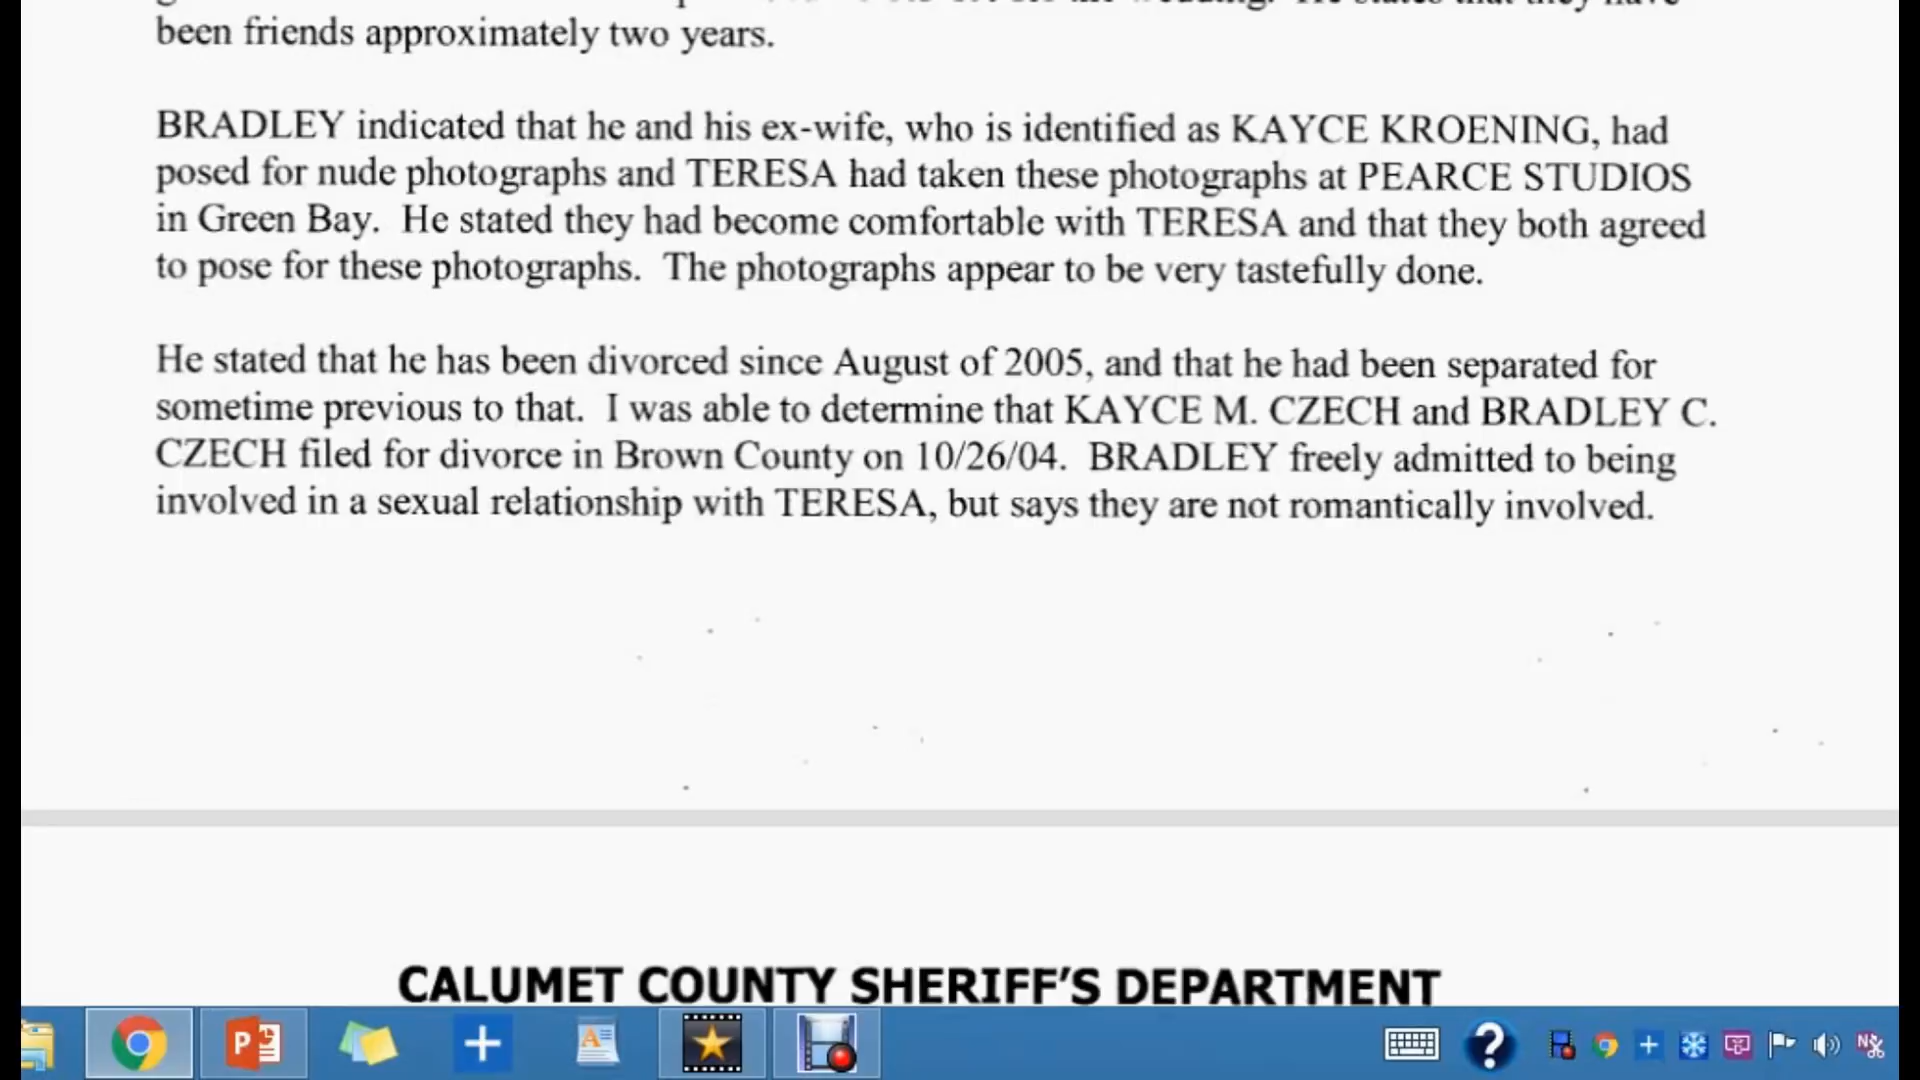 been friends approximately two years.
BRADLEY indicated that he and his ex-wife, who is identified as KAYCE KROENING, had
posed for nude photographs and TERESA had taken these photographs at PEARCE STUDIOS
in Green Bay. He stated they had become comfortable with TERESA and that they both agreed
to pose for these photographs. The photographs appear to be very tastefully done.
He stated that he has been divorced since August of 2005, and that he had been separated for
sometime previous to that. I was able to determine that KAYCE M. CZECH and BRADLEY C.
CZECH filed for divorce in Brown County on 10/26/04. BRADLEY freely admitted to being
involved in a sexual relationship with TERESA, but says they are not romantically involved.
CALUMET COUNTY SHERIFF'S DEPARTMENT